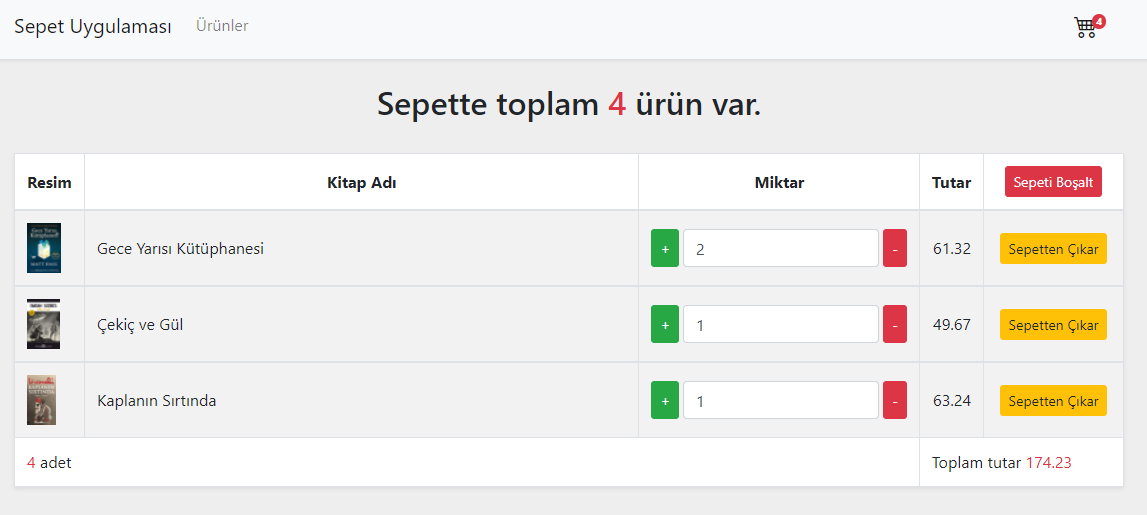 Sepet Uygulaması Ürünler 4
Sepette toplam 4 ürün var.
Resim Kitap Adı Miktar Tutar Sepeti Boşalt
Gece Yarısı Kütüphanesi + 2 - 61.32 Sepetten Çıkar
Çekiç ve Gül + 1 - 49.67 Sepetten Çıkar
Kaplanın Sırtında + 1 - 63.24 Sepetten Çıkar
4 adet Toplam tutar 174.23